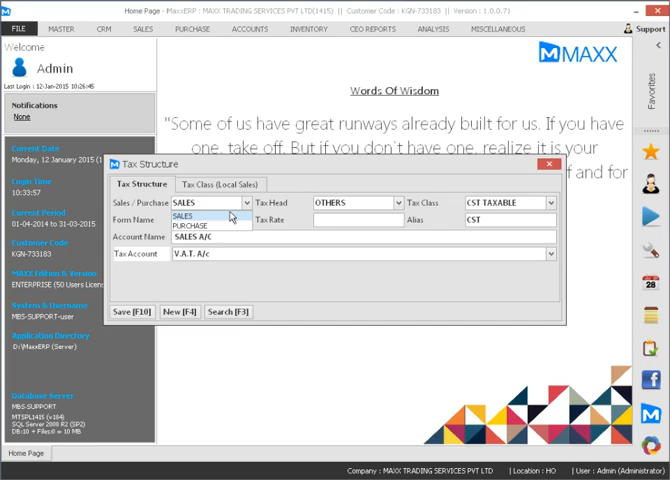 Home Page - MaxxERP || MAXX TRADING SERVICES PVT LTD(1415) || Customer Code : KGN-733183 || Version : 1.0.0.71
FILE MASTER CRM SALES PURCHASE ACCOUNTS INVENTORY CEO REPORTS ANALYSIS MISCELLANEOUS Support
Welcome
Admin
Last Login : 12-Jan-2015 10:26:45
Notifications
None
Current Date
Monday, 12 January 2015
Login Time
10:33:57
Current Period
01-04-2014 to 31-03-2015
Customer Code
KGN-733183
MAXX Edition & Version
ENTERPRISE (50 Users License)
System & Username
MBS-SUPPORT-user
MaxxERP Directory
D:\MaxxERP (Server)
Database Server
MBS-SUPPORT
MTSPL1415 (v184)
SQL Server 2008 R2 (SP2)
DB:10 + Files:0 = 10 MB
MAXX
Words Of Wisdom
"Some of us have great runways already built for us. If you have
one, take off. But if you don`t have one, realize it is your
f and for
Favorites
28
Tax Structure
Tax Structure Tax Class (Local Sales)
Sales / Purchase SALES Tax Head OTHERS Tax Class CST TAXABLE
SALES
PURCHASE
Form Name Tax Rate Alias CST
Account Name SALES A/C
Tax Account V.A.T. A/c
Save [F10] New [F4] Search [F3]
Home Page
Company : MAXX TRADING SERVICES PVT LTD | Location : HO | User : Admin (Administrator)